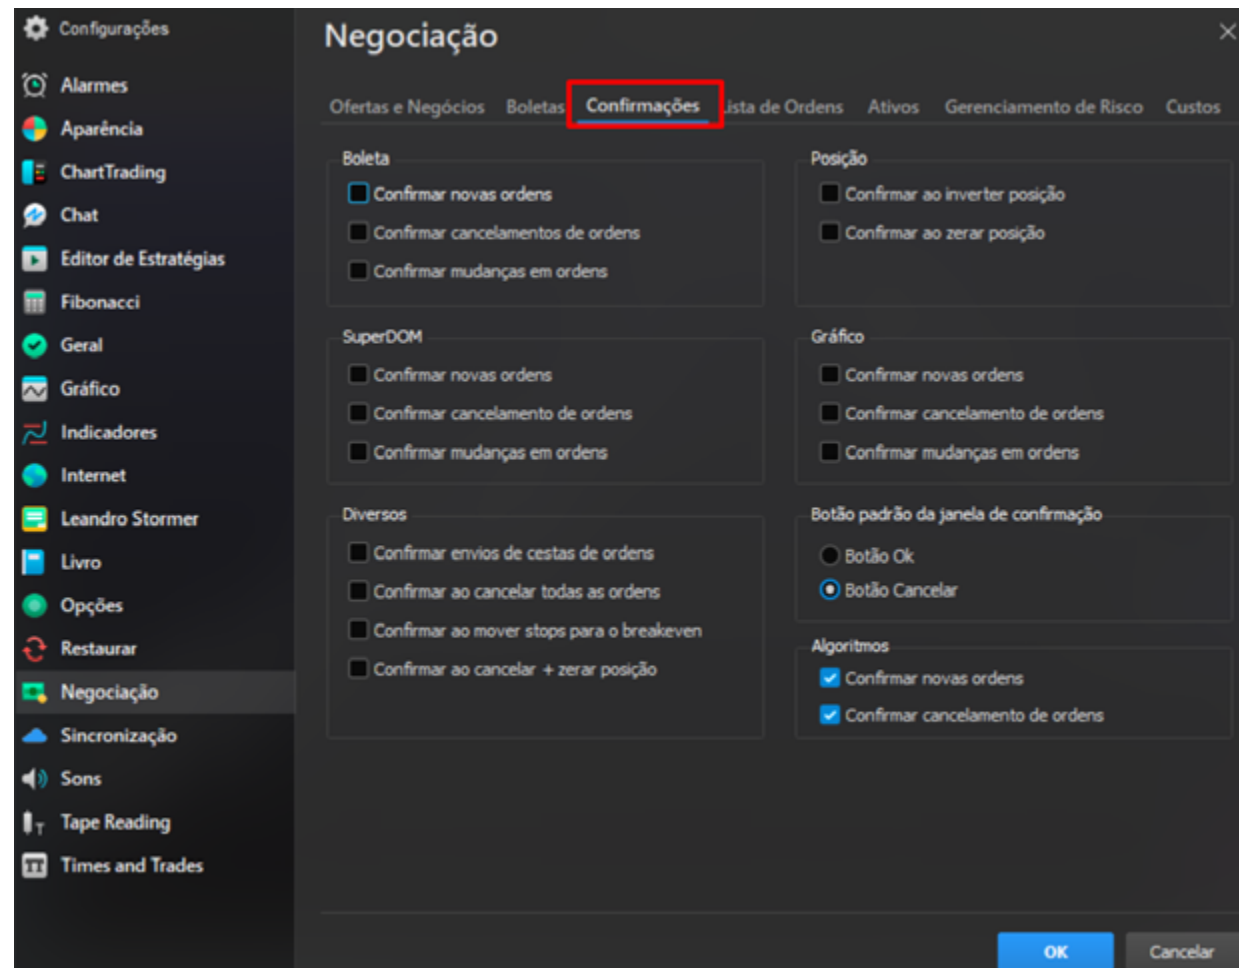 Configurações
Alarmes
Aparência
ChartTrading
Chat
Editor de Estratégias
Fibonacci
Geral
Gráfico
Indicadores
Internet
Leandro Stormer
Livro
Opções
Restaurar
Negociação
Sincronização
Sons
Tape Reading
Times and Trades
Negociação
Ofertas e Negócios Boletas Confirmações Lista de Ordens Ativos Gerenciamento de Risco Custos
Boleta
Confirmar novas ordens
Confirmar cancelamentos de ordens
Confirmar mudanças em ordens
Posição
Confirmar ao inverter posição
Confirmar ao zerar posição
SuperDOM
Confirmar novas ordens
Confirmar cancelamento de ordens
Confirmar mudanças em ordens
Gráfico
Confirmar novas ordens
Confirmar cancelamento de ordens
Confirmar mudanças em ordens
Diversos
Confirmar envios de cestas de ordens
Confirmar ao cancelar todas as ordens
Confirmar ao mover stops para o breakeven
Confirmar ao cancelar + zerar posição
Botão padrão da janela de confirmação
Botão Ok
Botão Cancelar
Algoritmos
Confirmar novas ordens
Confirmar cancelamento de ordens
OK Cancelar